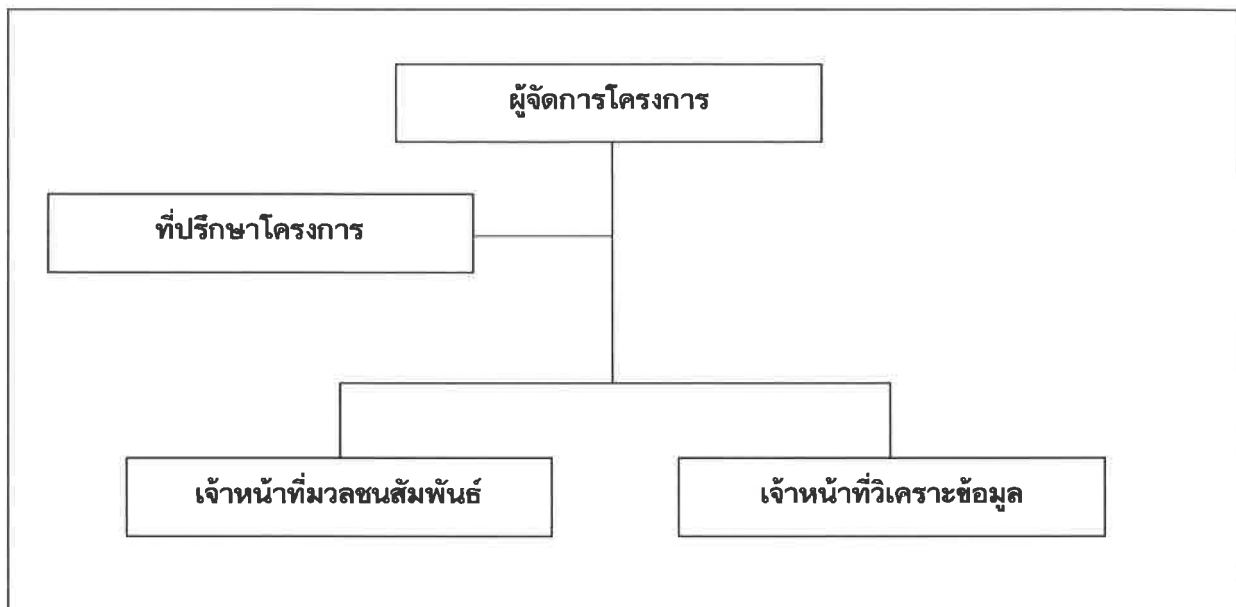 ผู้จัดการโครงการ
ที่ปรึกษาโครงการ
เจ้าหน้าที่มวลชนสัมพันธ์
เจ้าหน้าที่วิเคราะข้อมูล